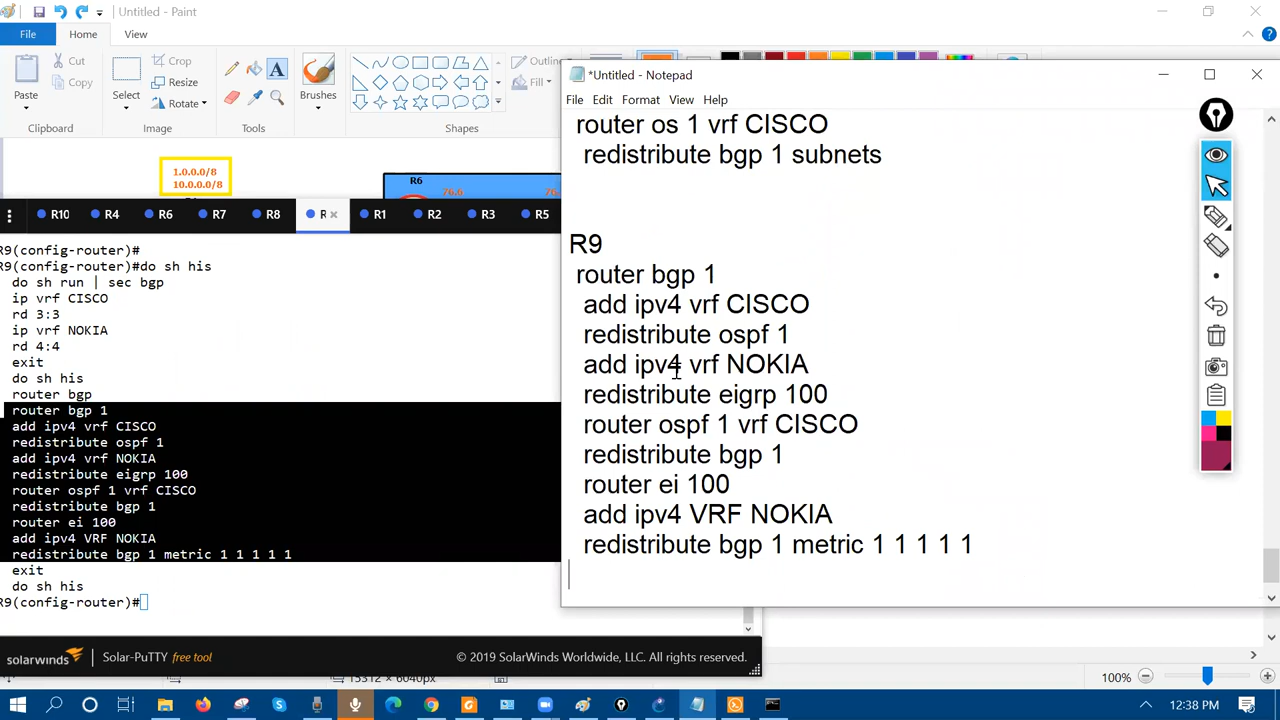 Untitled - Paint
File
Home
View
Paste
Cut
Copy
Clipboard
Select
Crop
Resize
Rotate
Image
A
Tools
Brushes
Outline
Fill
Shapes
1.0.0.0/8
10.0.0.0/8
R6
76.6
76.
R10
R4
R6
R7
R8
R
R1
R2
R3
R5
R9(config-router)#
R9(config-router)#do sh his
do sh run | sec bgp
ip vrf CISCO
rd 3:3
ip vrf NOKIA
rd 4:4
exit
do sh his
router bgp
router bgp 1
add ipv4 vrf CISCO
redistribute ospf 1
add ipv4 vrf NOKIA
redistribute eigrp 100
router ospf 1 vrf CISCO
redistribute bgp 1
router ei 100
add ipv4 VRF NOKIA
redistribute bgp 1 metric 1 1 1 1 1
exit
do sh his
R9(config-router)#
solarwinds
Solar-PuTTY free tool
© 2019 SolarWinds Worldwide, LLC. All rights reserved.
*Untitled - Notepad
File Edit Format View Help
router os 1 vrf CISCO
redistribute bgp 1 subnets
R9
router bgp 1
add ipv4 vrf CISCO
redistribute ospf 1
add ipv4 vrf NOKIA
redistribute eigrp 100
router ospf 1 vrf CISCO
redistribute bgp 1
router ei 100
add ipv4 VRF NOKIA
redistribute bgp 1 metric 1 1 1 1 1
100%
12:38 PM